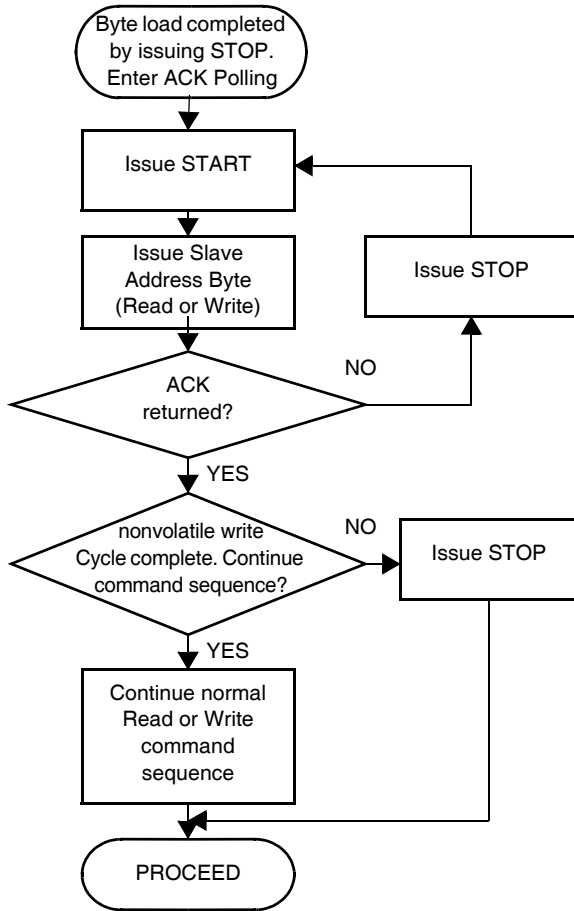 Byte load completed
by issuing STOP.
Enter ACK Polling
Issue START
Issue Slave
Address Byte
(Read or Write)
Issue STOP
ACK
returned?
NO
YES
nonvolatile write
Cycle complete. Continue
command sequence?
NO
Issue STOP
YES
Continue normal
Read or Write
command
sequence
PROCEED